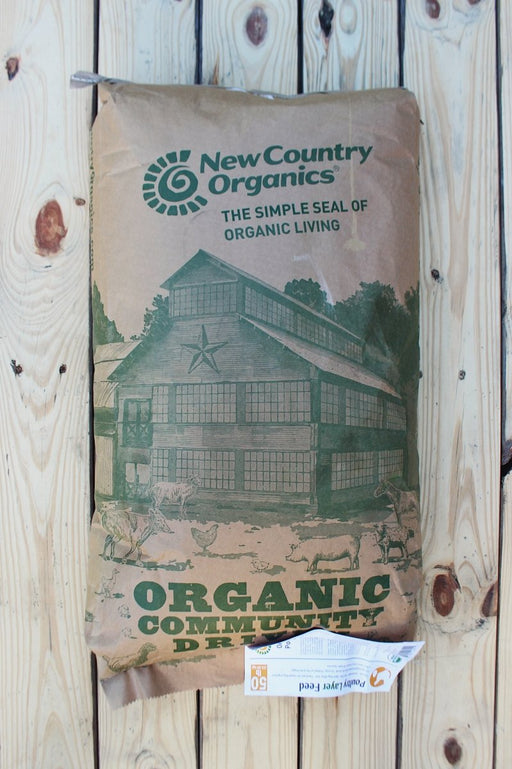 New Country
Organics®
THE SIMPLE SEAL OF
ORGANIC LIVING
ORGANIC
COMMUNITY
Poultry Layer Feed
50